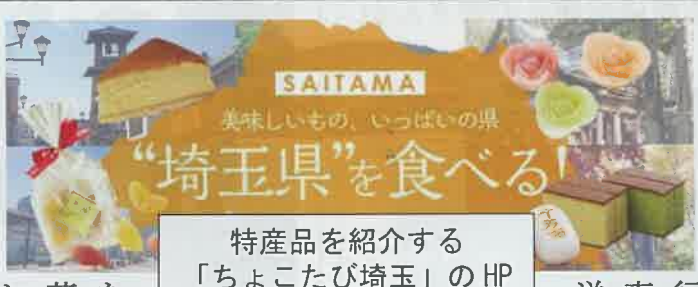 SAITAMA
美味しいもの、いっぱいの県
“埼玉県”を食べる!
特産品を紹介する
「ちょこたび埼玉」のHP